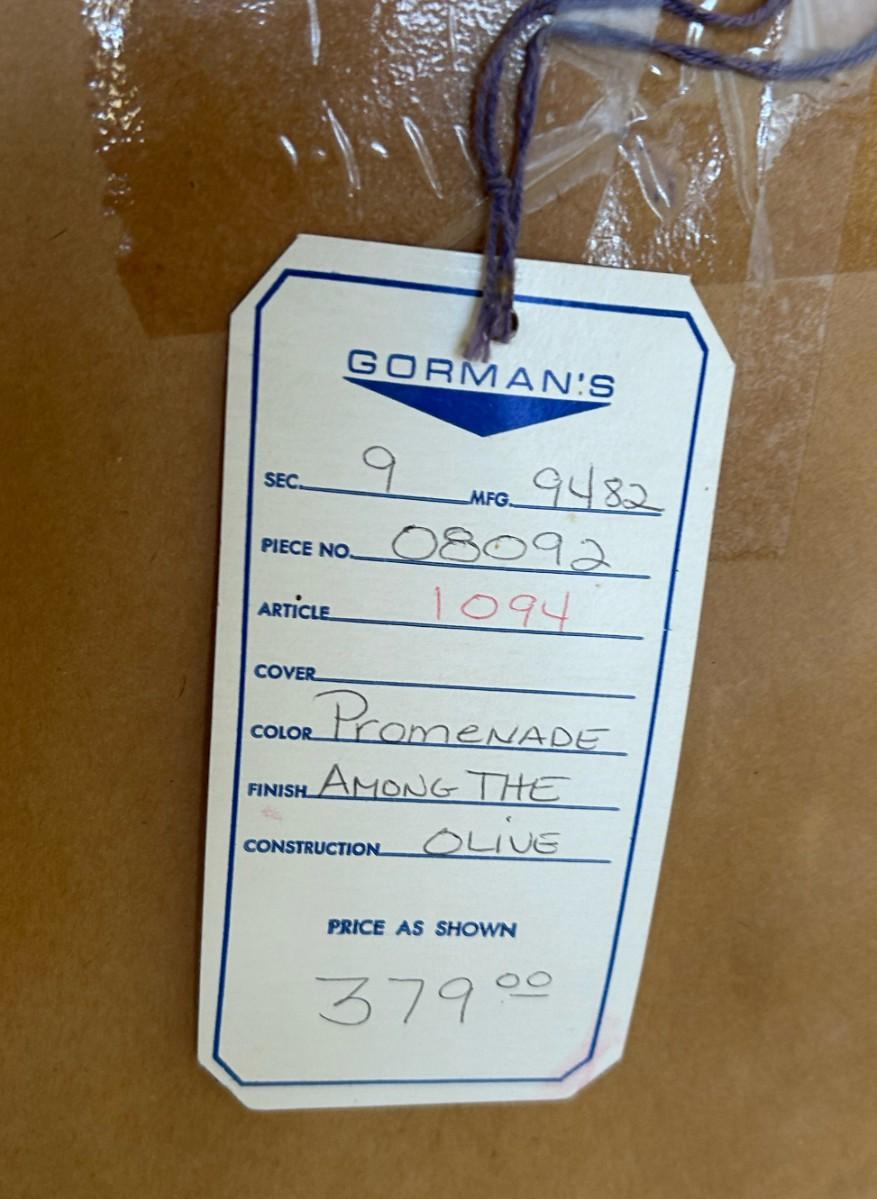 GORMAN'S
SEC. 9 MFG. 9482
PIECE NO. 08092
ARTICLE 1094
COVER
COLOR PromeNADE
FINISH AMONG THE
CONSTRUCTION OLIVE
PRICE AS SHOWN
379 00